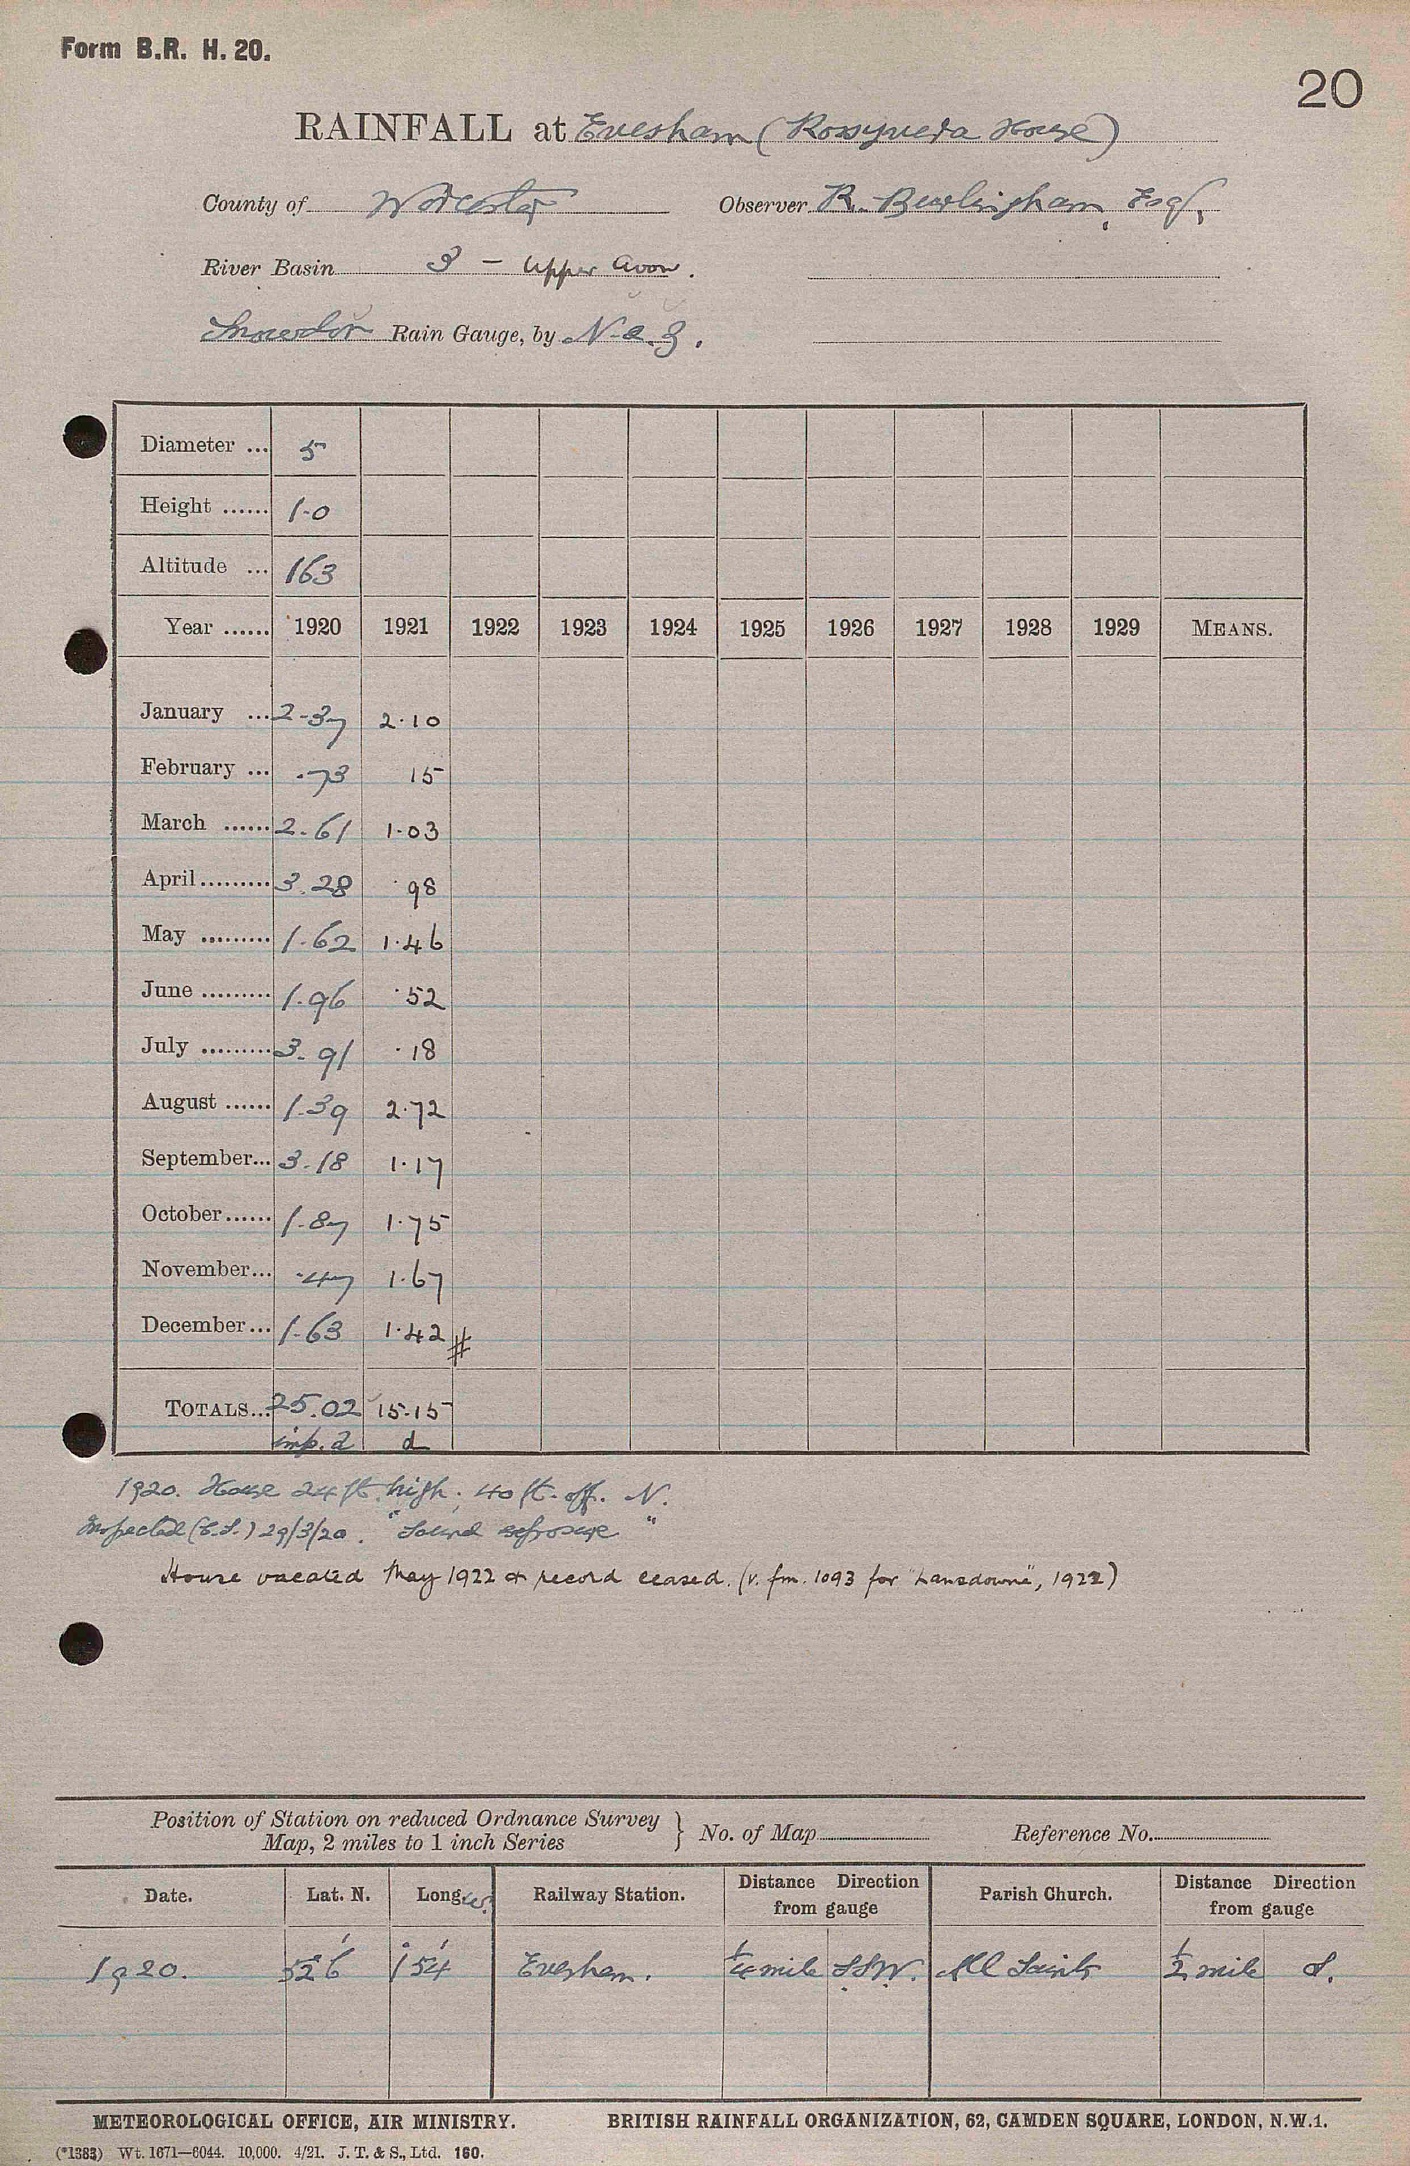 Form B.R. H. 20.
20
RAINFALL at Evesham (Rossyvera House)
County of Worcester Observer R. Burlingham, Esq.,
River Basin 3 - Upper Avon.
Snowdon Rain Gauge, by N. & Z.
Diameter ... 5
Height ...... 1.0
Altitude ... 163
Year ...... 1920 1921 1922 1923 1924 1925 1926 1927 1928 1929 MEANS.
January ... 2.37 2.10
February ... .73 15
March ...... 2.61 1.03
April......... 3.28 .98
May ......... 1.62 1.46
June ......... 1.96 .52
July ......... 3.91 .18
August ...... 1.39 2.72
September... 3.18 1.17
October...... 1.87 1.75
November... .47 1.67
December... 1.63 1.42 #
TOTALS... 25.02 15.15
imp. d d
1920. House 24 ft. high; 40 ft. off. N.
Inspected (C.S.) 29/3/20. "Sound exposure"
House vacated May 1922 & record ceased. (v. fm. 1093 for "Lansdowne", 1922)
Position of Station on reduced Ordnance Survey
Map, 2 miles to 1 inch Series } No. of Map Reference No.
Date. Lat. N. Long. W. Railway Station. Distance Direction from gauge Parish Church. Distance Direction from gauge
1920. 52° 6' 1° 54' Evesham. 1/4 mile SSW. All Saints 1/2 mile S.
METEOROLOGICAL OFFICE, AIR MINISTRY. BRITISH RAINFALL ORGANIZATION, 62, CAMDEN SQUARE, LONDON, N.W.1.
(*1383) Wt. 1671—6044. 10,000. 4/21. J. T. & S., Ltd. 160.